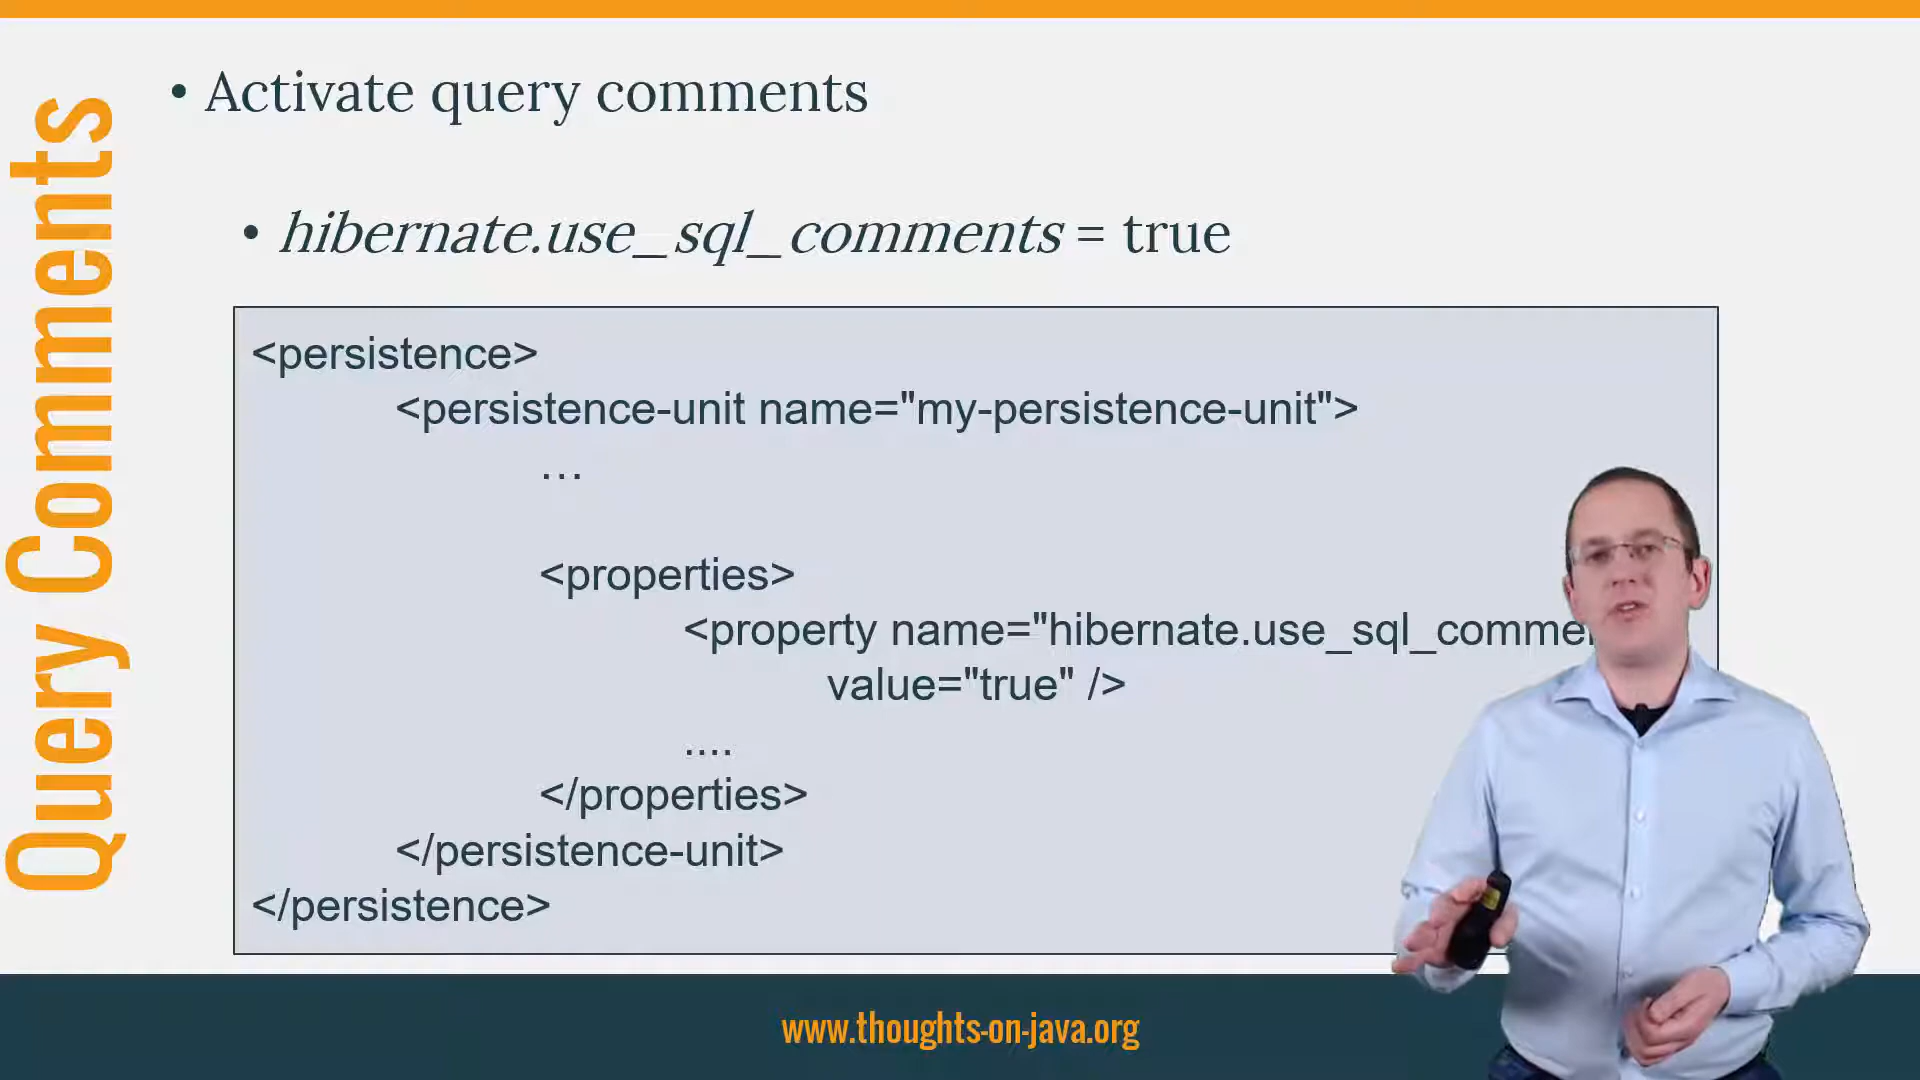 Query Comments
• Activate query comments
• hibernate.use_sql_comments = true
<persistence>
<persistence-unit name="my-persistence-unit">
…
<properties>
<property name="hibernate.use_sql_comme
value="true" />
....
</properties>
</persistence-unit>
</persistence>
www.thoughts-on-java.org